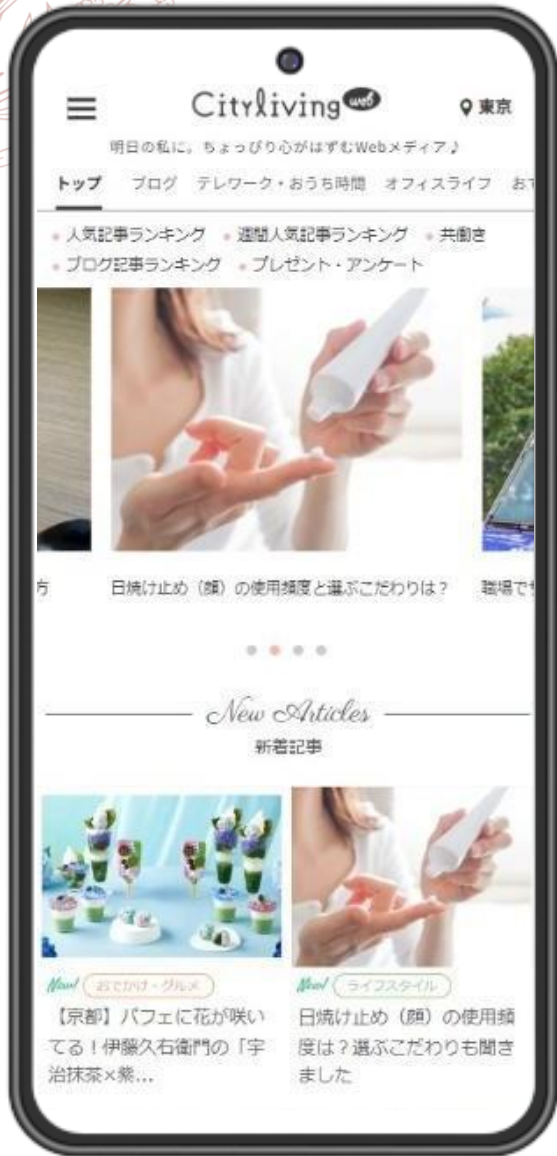 Cityliving web
東京
明日の私に。ちょっぴり心がはずむWebメディア♪
トップ ブログ テレワーク・おうち時間 オフィスライフ おで
人気記事ランキング 週間人気記事ランキング 共働き
ブログ記事ランキング プレゼント・アンケート
方 日焼け止め（顔）の使用頻度と選ぶこだわりは？ 職場で
New Articles
新着記事
New! おでかけ・グルメ
【京都】パフェに花が咲い
てる！伊藤久右衛門の「宇
治抹茶×紫...
New! ライフスタイル
日焼け止め（顔）の使用頻
度は？選ぶこだわりも聞き
ました